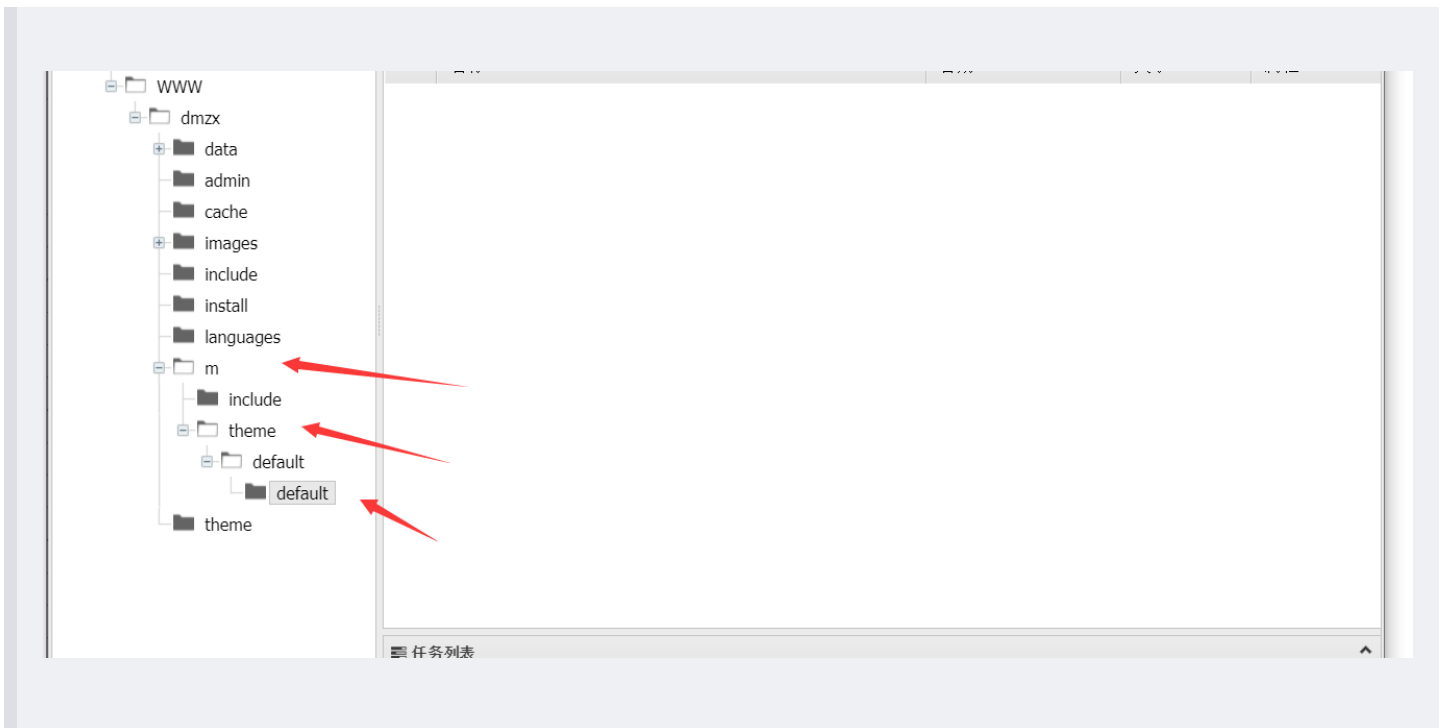 WWW
dmzx
data
admin
cache
images
include
install
languages
m
include
theme
default
default
theme
任务列表